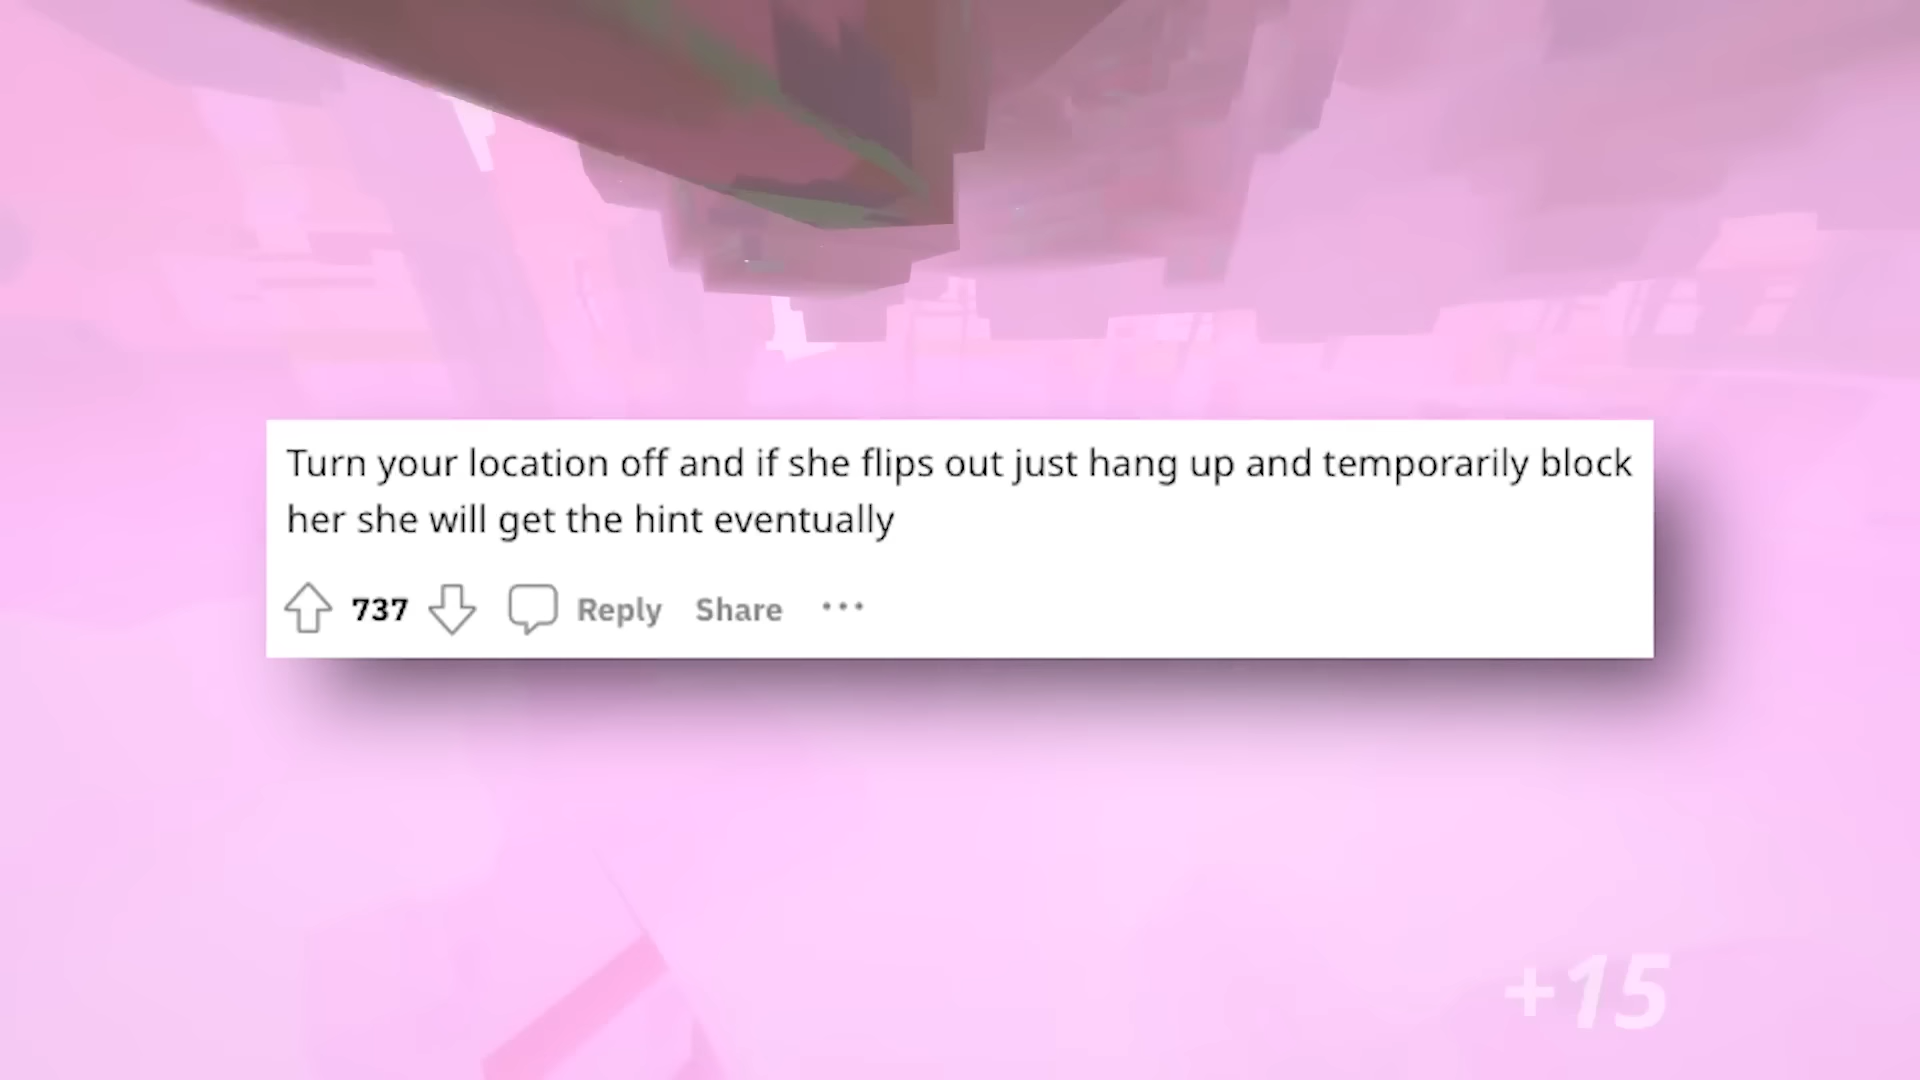 Turn your location off and if she flips out just hang up and temporarily block
her she will get the hint eventually
737 Reply Share ...
+15